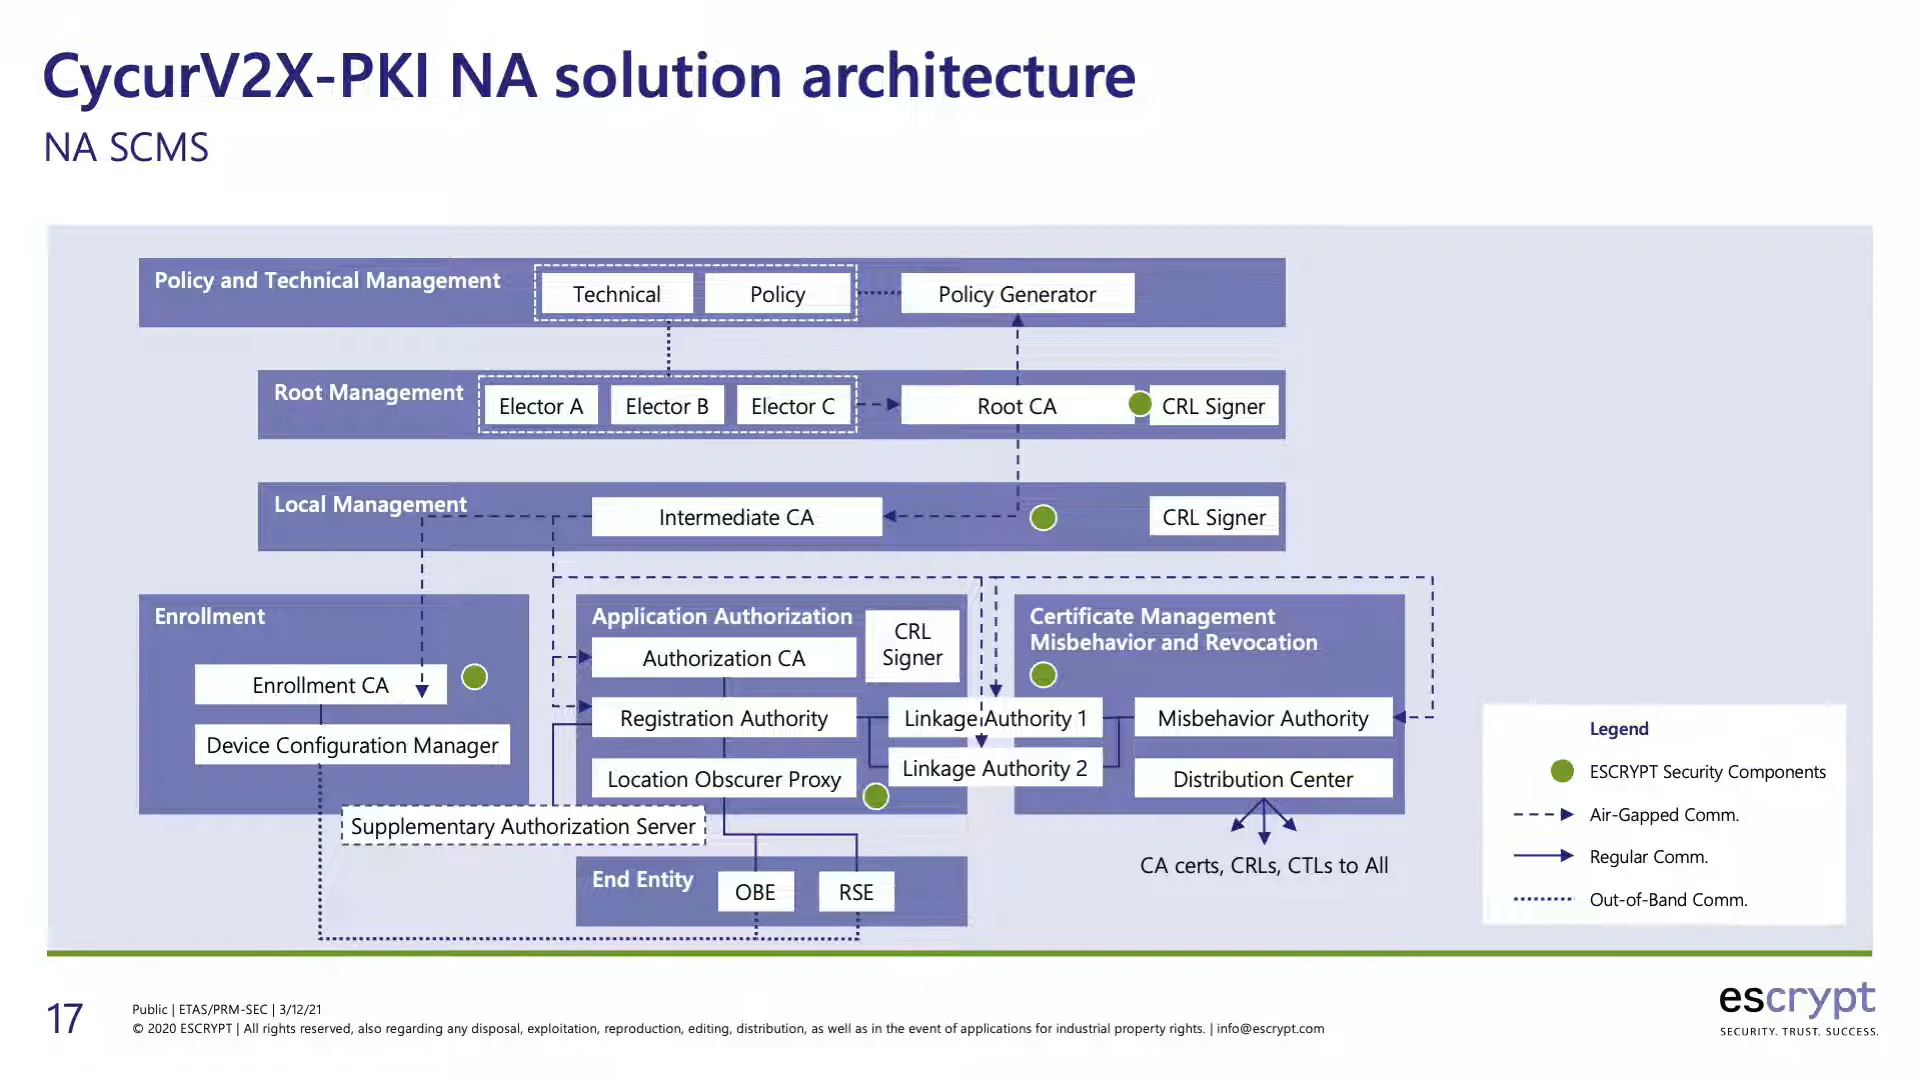 CycurV2X-PKI NA solution architecture
NA SCMS
Policy and Technical Management
Technical
Policy
Policy Generator
Root Management
Elector A
Elector B
Elector C
Root CA
CRL Signer
Local Management
Intermediate CA
CRL Signer
Enrollment
Enrollment CA
Device Configuration Manager
Application Authorization
CRL
Signer
Authorization CA
Registration Authority
Location Obscurer Proxy
Supplementary Authorization Server
Linkage Authority 1
Linkage Authority 2
Certificate Management
Misbehavior and Revocation
Misbehavior Authority
Distribution Center
CA certs, CRLs, CTLs to All
End Entity
OBE
RSE
Legend
ESCRYPT Security Components
Air-Gapped Comm.
Regular Comm.
Out-of-Band Comm.
17
Public | ETAS/PRM-SEC | 3/12/21
© 2020 ESCRYPT | All rights reserved, also regarding any disposal, exploitation, reproduction, editing, distribution, as well as in the event of applications for industrial property rights. | info@escrypt.com
escrypt
SECURITY. TRUST. SUCCESS.